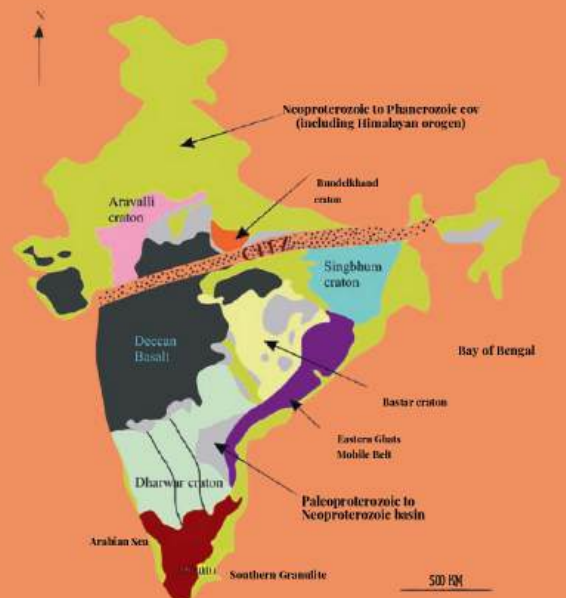 N
Neoproterozoic to Phanerozoic cov
(including Himalayan orogen)
Bundelkhand
craton
Aravalli
craton
CITZ
Singbhum
craton
Deccan
Basalt
Bay of Bengal
Bastar craton
Eastern Ghats
Mobile Belt
Dharwar craton
Paleoproterozoic to
Neoproterozoic basin
Arabian Sea
Southern Granulite
500 KM